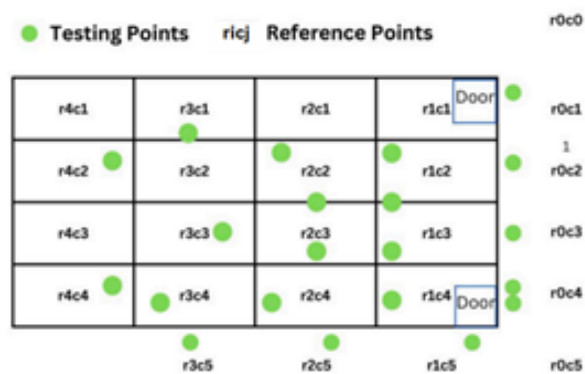 r0c0
Testing Points ricj Reference Points
r4c1 r3c1 r2c1 r1c1 Door r0c1
1
r4c2 r3c2 r2c2 r1c2 r0c2
r4c3 r3c3 r2c3 r1c3 r0c3
r4c4 r3c4 r2c4 r1c4 Door r0c4
r3c5 r2c5 r1c5 r0c5